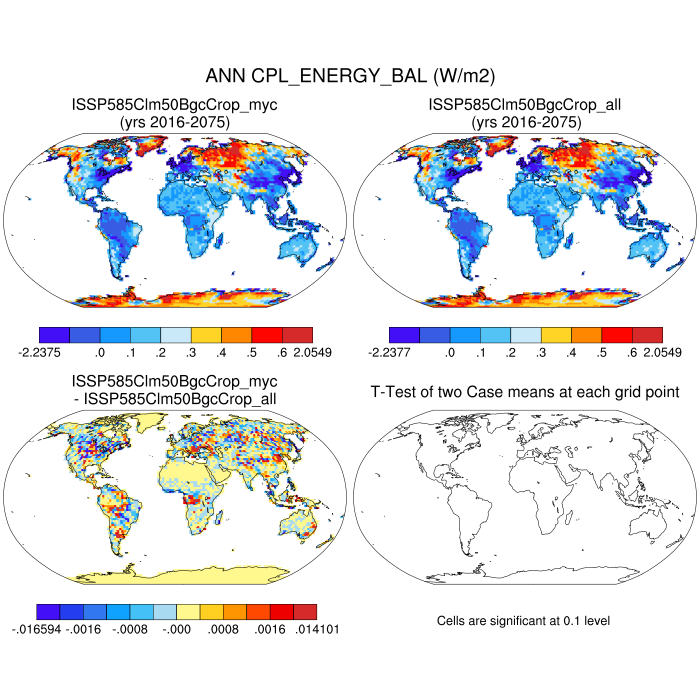 ANN CPL_ENERGY_BAL (W/m2)
ISSP585Clm50BgcCrop_myc
(yrs 2016-2075)
ISSP585Clm50BgcCrop_all
(yrs 2016-2075)
-2.2375 .0 .1 .2 .3 .4 .5 .6 2.0549
-2.2377 .0 .1 .2 .3 .4 .5 .6 2.0549
ISSP585Clm50BgcCrop_myc
- ISSP585Clm50BgcCrop_all
T-Test of two Case means at each grid point
-.016594 -.0016 -.0008 -.000 .0008 .0016 .014101
Cells are significant at 0.1 level